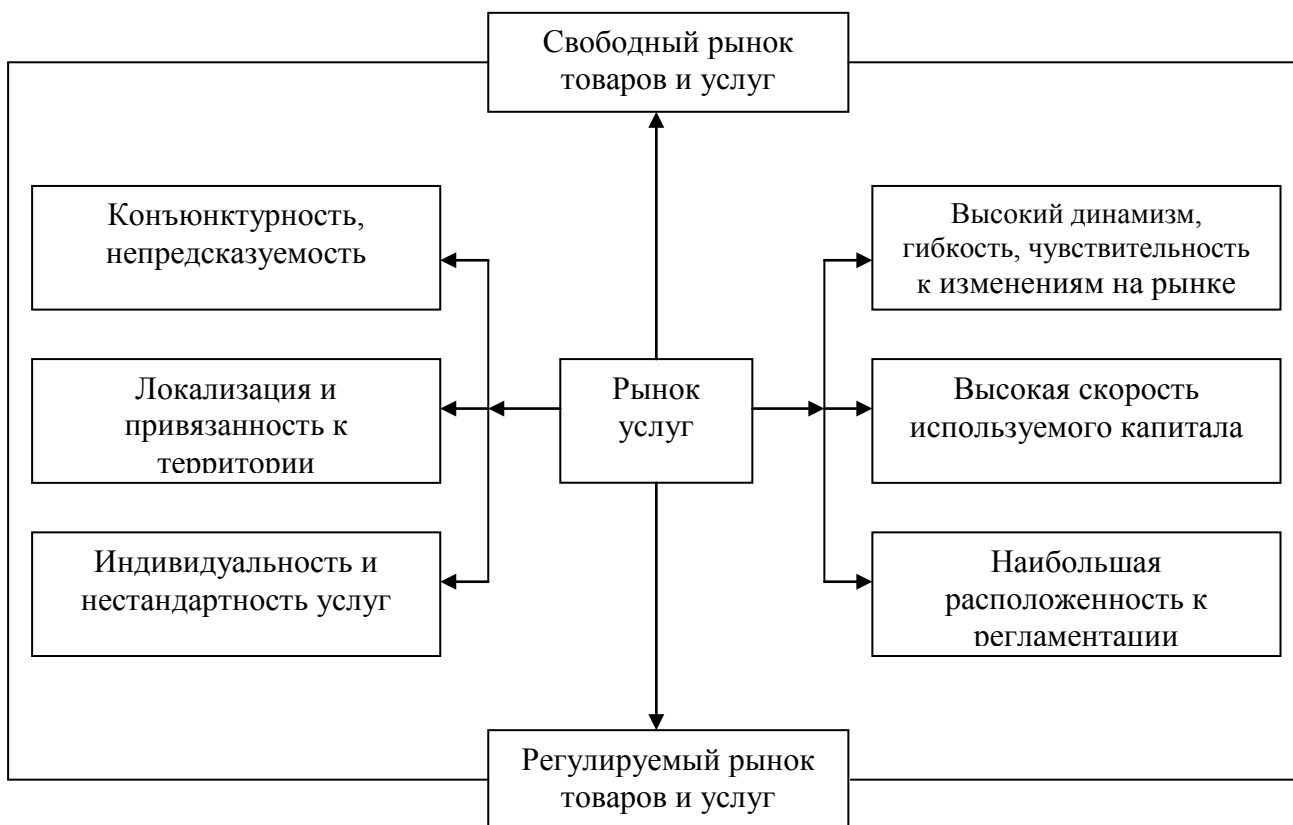 Свободный рынок
товаров и услуг
Конъюнктурность,
непредсказуемость
Высокий динамизм,
гибкость, чувствительность
к изменениям на рынке
Локализация и
привязанность к
территории
Рынок
услуг
Высокая скорость
используемого капитала
Индивидуальность и
нестандартность услуг
Наибольшая
расположенность к
регламентации
Регулируемый рынок
товаров и услуг